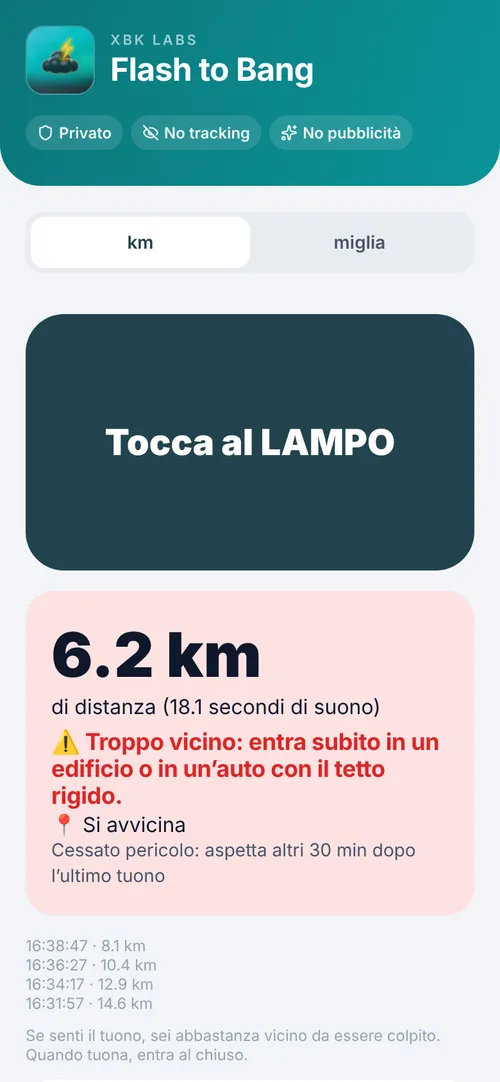 XBK LABS
Flash to Bang
Privato
No tracking
No pubblicità
km
miglia
Tocca al LAMPO
6.2 km
di distanza (18.1 secondi di suono)
⚠️ Troppo vicino: entra subito in un
edificio o in un’auto con il tetto
rigido.
📍 Si avvicina
Cessato pericolo: aspetta altri 30 min dopo
l’ultimo tuono
16:38:47 · 8.1 km
16:36:27 · 10.4 km
16:34:17 · 12.9 km
16:31:57 · 14.6 km
Se senti il tuono, sei abbastanza vicino da essere colpito.
Quando tuona, entra al chiuso.